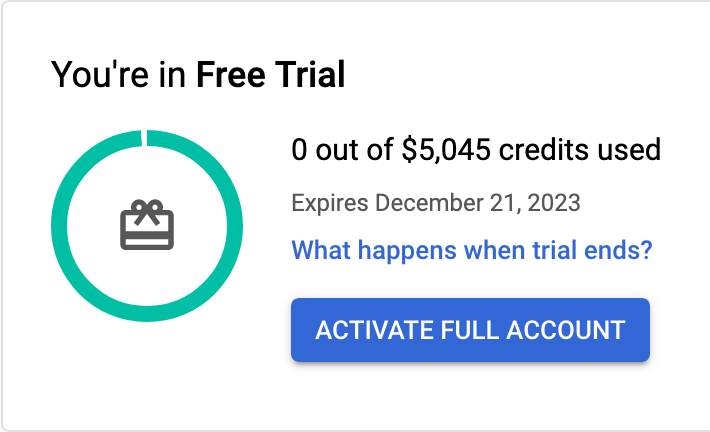 You're in Free Trial
0 out of $5,045 credits used
Expires December 21, 2023
What happens when trial ends?
ACTIVATE FULL ACCOUNT